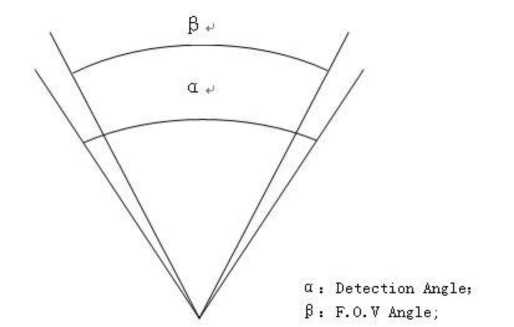 β ↵
α ↵
α: Detection Angle;
β: F.O.V Angle;